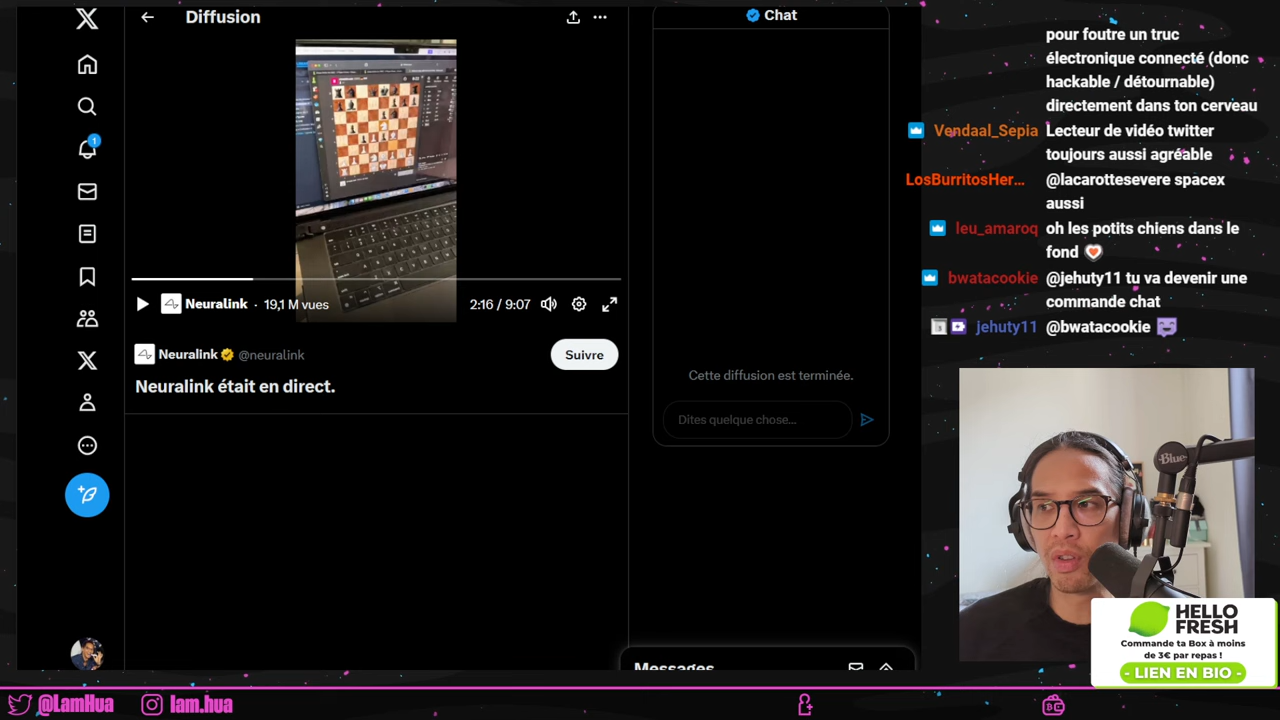 Diffusion
Neuralink · 19,1 M vues
2:16 / 9:07
Neuralink @neuralink
Suivre
Neuralink était en direct.
1
Chat
Cette diffusion est terminée.
Dites quelque chose...
Messages
pour foutre un truc
électronique connecté (donc
hackable / détournable)
directement dans ton cerveau
Vendaal_Sepia Lecteur de vidéo twitter
toujours aussi agréable
LosBurritosHer... @lacarottesevere spacex
aussi
leu_amaroq oh les potits chiens dans le
fond
bwatacookie @jehuty11 tu va devenir une
commande chat
jehuty11 @bwatacookie
Blue
HELLO
FRESH
Commande ta Box à moins
de 3€ par repas !
- LIEN EN BIO -
@LamHua
lam.hua